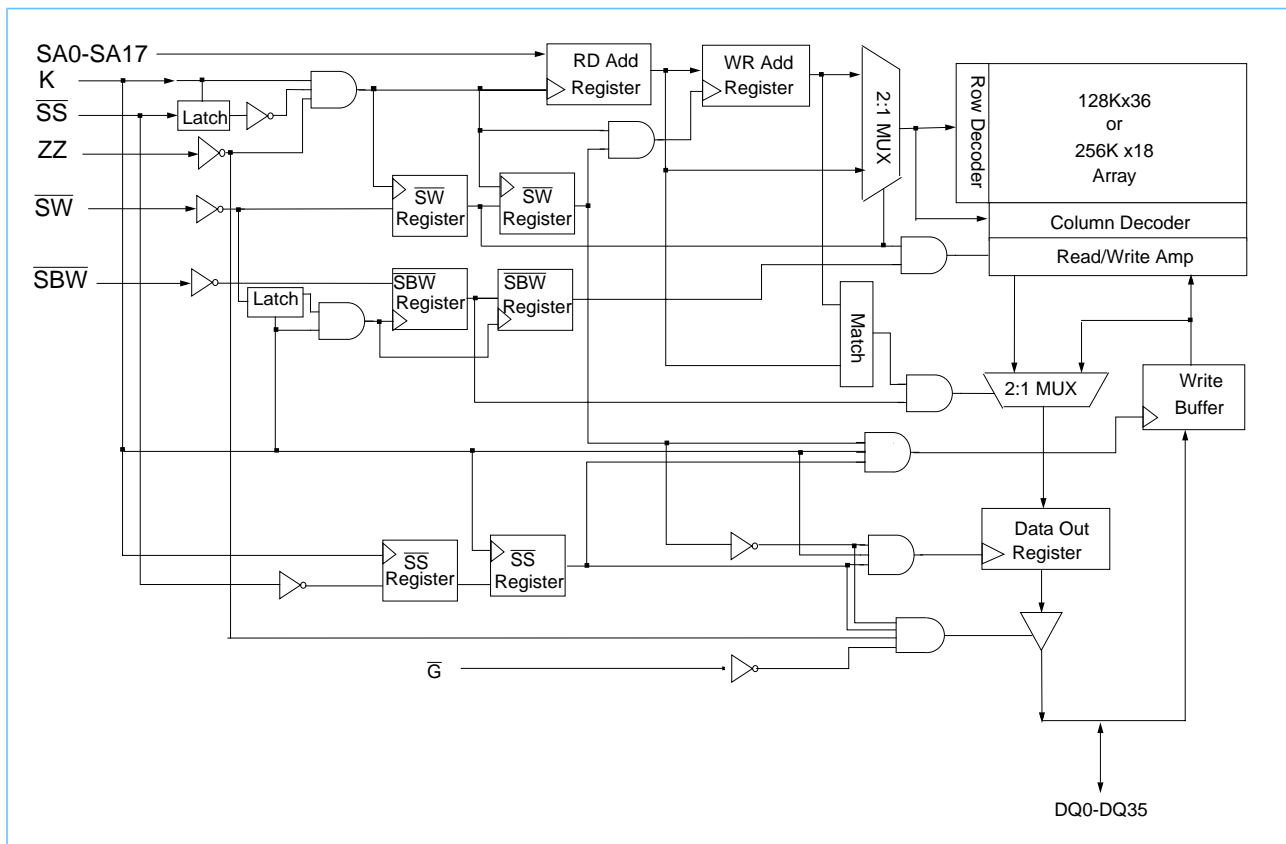 SA0-SA17
K
SS
ZZ
SW
SBW
Latch
RD Add
Register
WR Add
Register
2:1 MUX
Row Decoder
128Kx36
or
256K x18
Array
Column Decoder
Read/Write Amp
SW
Register
SW
Register
Latch
SBW
Register
SBW
Register
Match
2:1 MUX
Write
Buffer
SS
Register
SS
Register
Data Out
Register
G
DQ0-DQ35